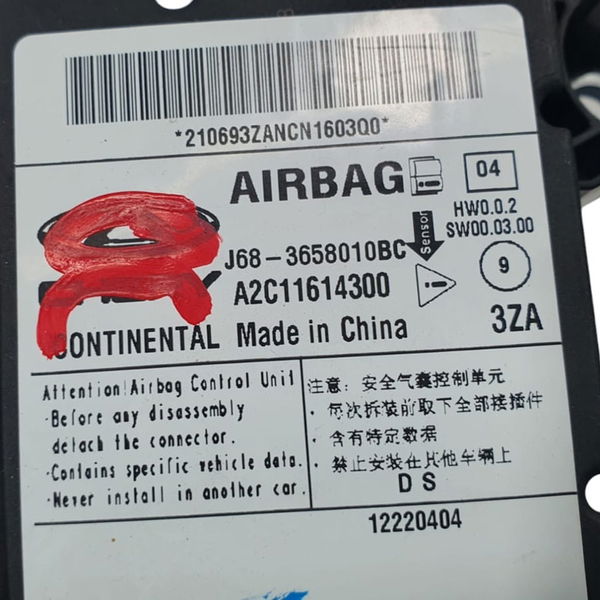 *210693ZANCN1603Q0*
AIRBAG
04
HW0.0.2
SW00.03.00
Sensor
J68-3658010BC
A2C11614300
9
CONTINENTAL Made in China
3ZA
Attention!Airbag Control Unit
·Before any disassembly
detach the connector.
·Contains specific vehicle data.
·Never install in another car.
注意: 安全气囊控制单元
· 每次拆装前取下全部接插件
· 含有特定数据
· 禁止安装在其他车辆上
D S
12220404